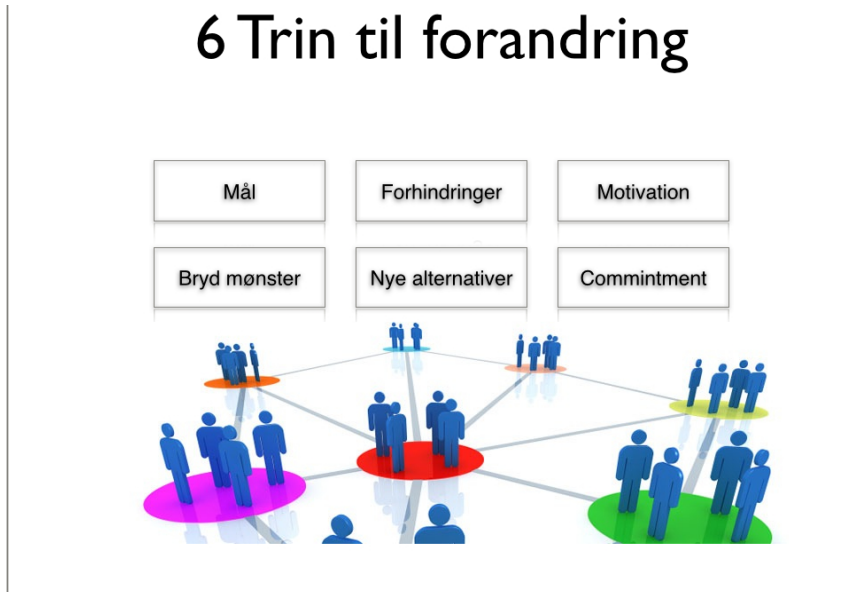 6 Trin til forandring
Mål
Forhindringer
Motivation
Bryd mønster
Nye alternativer
Commintment